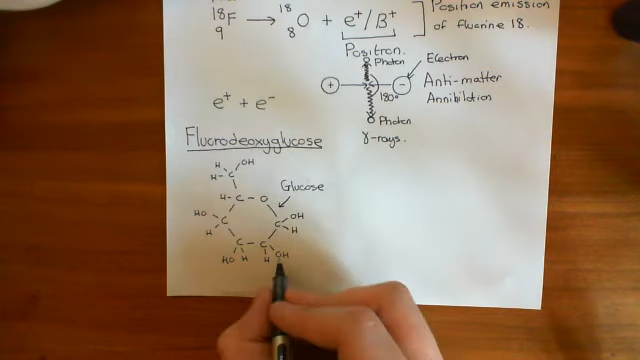 18
F → 18 O + e⁺/β⁺ ] Positron emission
9 8 of fluorine 18.
Positron.
Photon
Electron
+ −
180°
Anti-matter
Annihilation
e⁺ + e⁻
Photon
γ-rays.
Flurodeoxyglucose
H OH
H-C
Glucose
H-C - O
HO C C OH
H H
C - C
HO H H OH